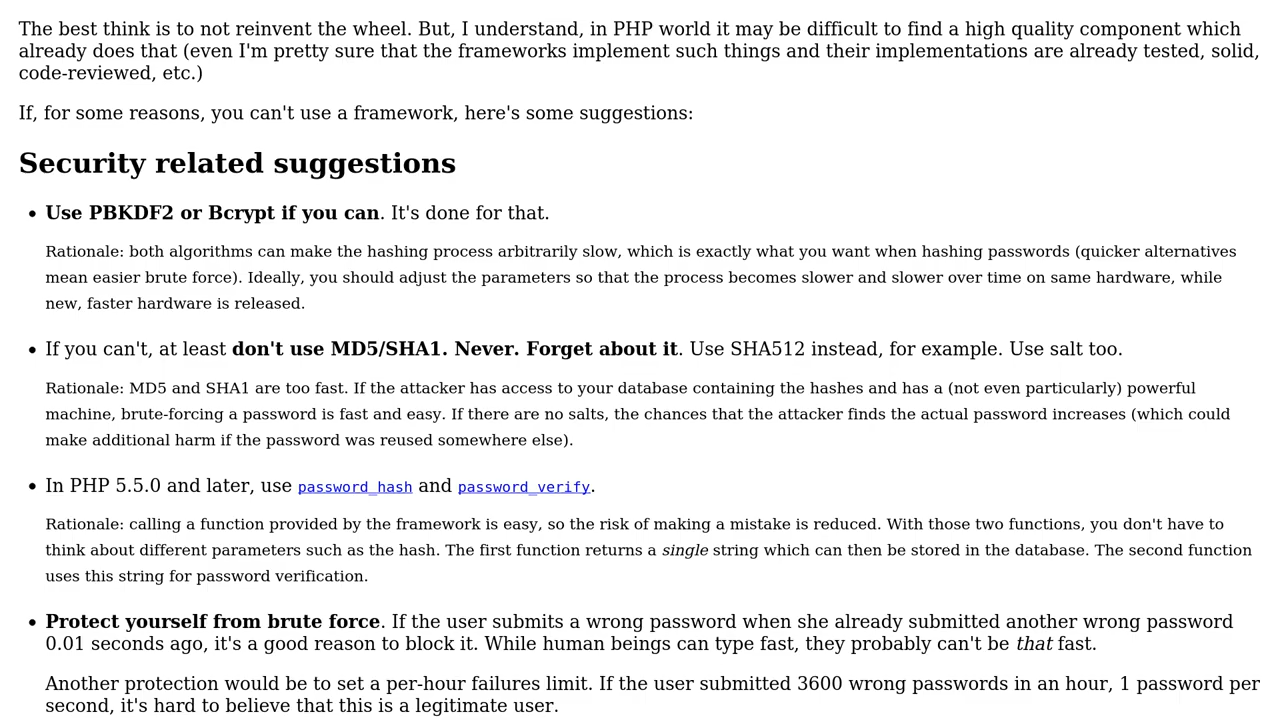 The best think is to not reinvent the wheel. But, I understand, in PHP world it may be difficult to find a high quality component which
already does that (even I'm pretty sure that the frameworks implement such things and their implementations are already tested, solid,
code-reviewed, etc.)
If, for some reasons, you can't use a framework, here's some suggestions:
Security related suggestions
• Use PBKDF2 or Bcrypt if you can. It's done for that.
Rationale: both algorithms can make the hashing process arbitrarily slow, which is exactly what you want when hashing passwords (quicker alternatives
mean easier brute force). Ideally, you should adjust the parameters so that the process becomes slower and slower over time on same hardware, while
new, faster hardware is released.
• If you can't, at least don't use MD5/SHA1. Never. Forget about it. Use SHA512 instead, for example. Use salt too.
Rationale: MD5 and SHA1 are too fast. If the attacker has access to your database containing the hashes and has a (not even particularly) powerful
machine, brute-forcing a password is fast and easy. If there are no salts, the chances that the attacker finds the actual password increases (which could
make additional harm if the password was reused somewhere else).
• In PHP 5.5.0 and later, use password_hash and password_verify.
Rationale: calling a function provided by the framework is easy, so the risk of making a mistake is reduced. With those two functions, you don't have to
think about different parameters such as the hash. The first function returns a single string which can then be stored in the database. The second function
uses this string for password verification.
• Protect yourself from brute force. If the user submits a wrong password when she already submitted another wrong password
0.01 seconds ago, it's a good reason to block it. While human beings can type fast, they probably can't be that fast.
Another protection would be to set a per-hour failures limit. If the user submitted 3600 wrong passwords in an hour, 1 password per
second, it's hard to believe that this is a legitimate user.